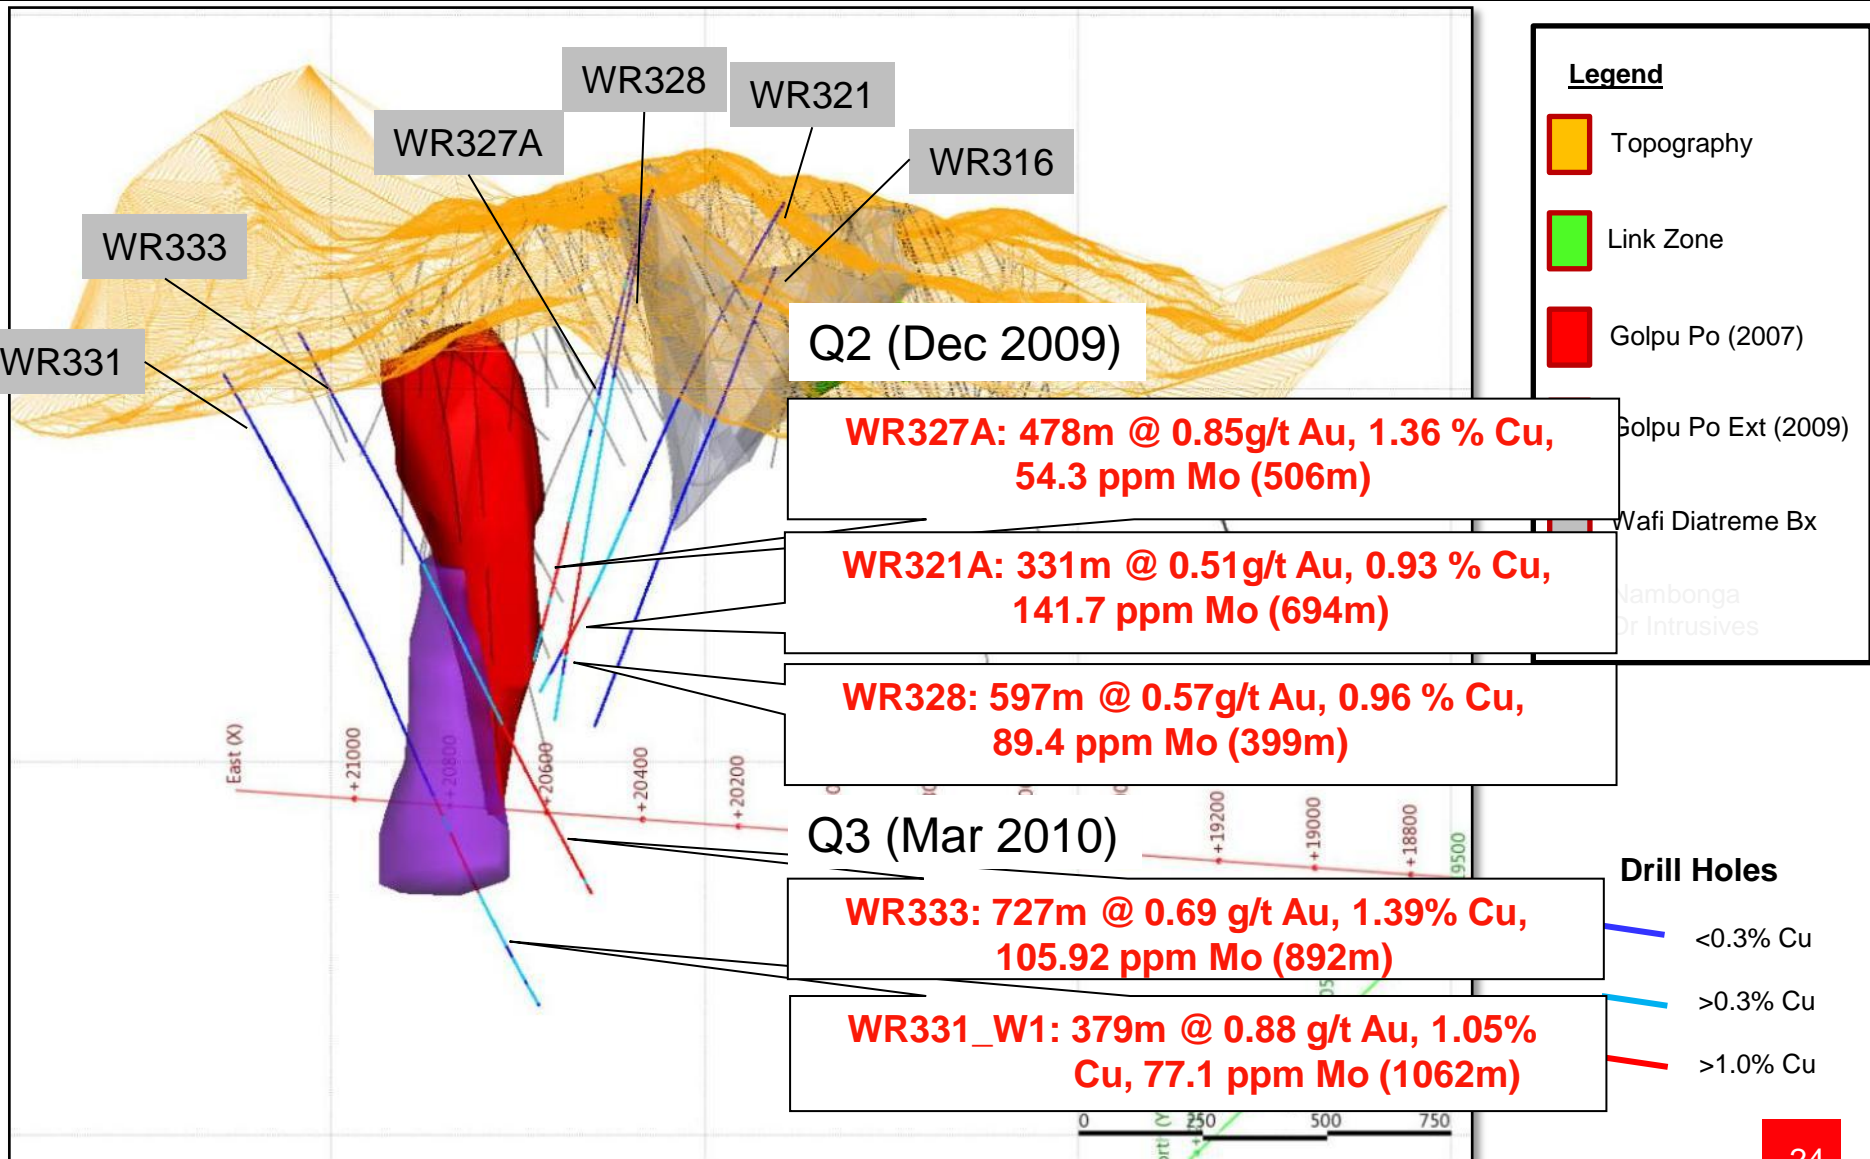 WR328
WR321
WR327A
WR316
WR333
WR331
Q2 (Dec 2009)
WR327A: 478m @ 0.85g/t Au, 1.36 % Cu,
54.3 ppm Mo (506m)
WR321A: 331m @ 0.51g/t Au, 0.93 % Cu,
141.7 ppm Mo (694m)
WR328: 597m @ 0.57g/t Au, 0.96 % Cu,
89.4 ppm Mo (399m)
East (X)
+21000
+20800
+20600
+20400
+20200
+19200
+19000
+18800
19500
Q3 (Mar 2010)
WR333: 727m @ 0.69 g/t Au, 1.39% Cu,
105.92 ppm Mo (892m)
WR331_W1: 379m @ 0.88 g/t Au, 1.05%
Cu, 77.1 ppm Mo (1062m)
0 250 500 750
Legend
Topography
Link Zone
Golpu Po (2007)
Golpu Po Ext (2009)
Wafi Diatreme Bx
Nambonga
Dr Intrusives
Drill Holes
<0.3% Cu
>0.3% Cu
>1.0% Cu
24